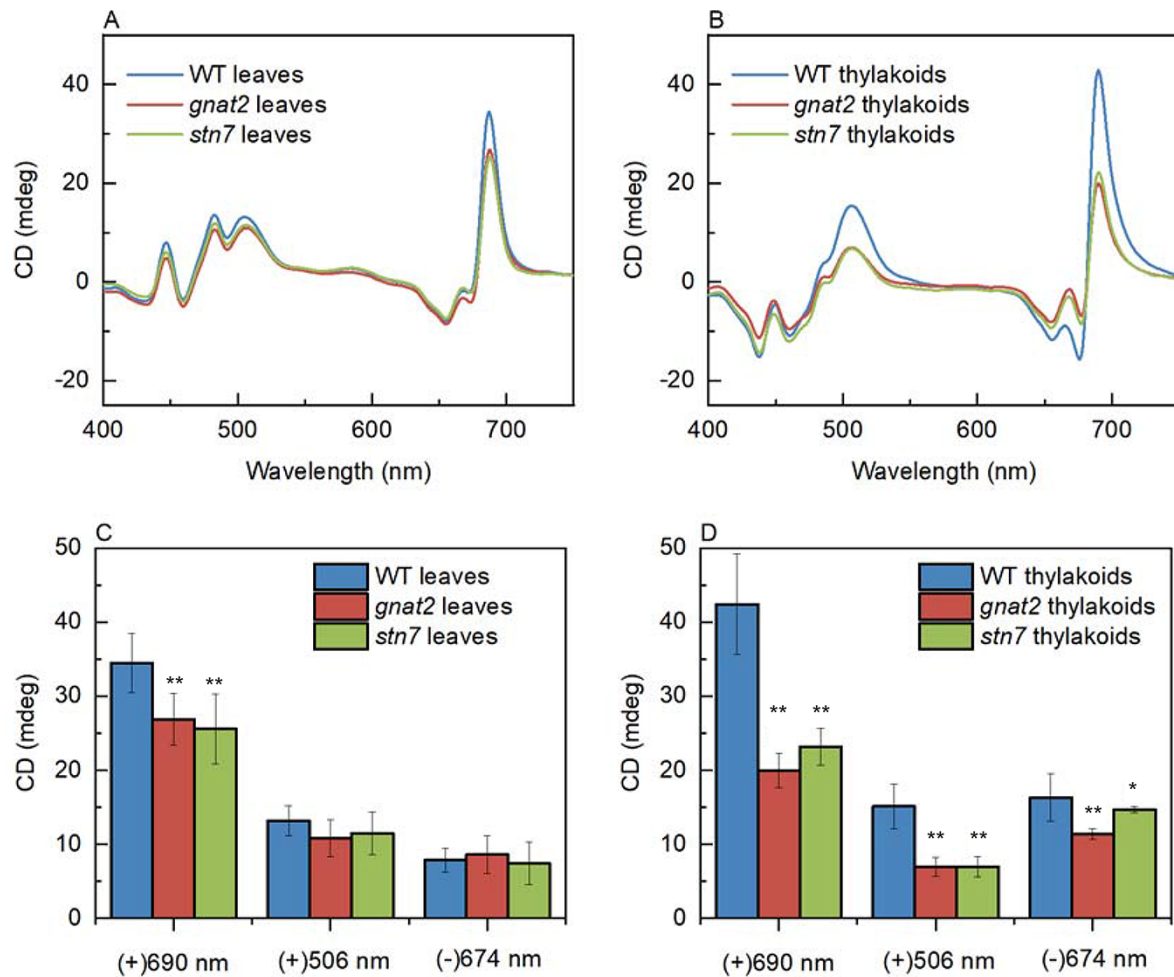 A
WT leaves
gnat2 leaves
stn7 leaves
CD (mdeg)
40
20
0
-20
400
500
600
700
Wavelength (nm)
B
WT thylakoids
gnat2 thylakoids
stn7 thylakoids
CD (mdeg)
40
20
0
-20
400
500
600
700
Wavelength (nm)
C
WT leaves
gnat2 leaves
stn7 leaves
CD (mdeg)
50
40
30
20
10
0
** **
(+)690 nm
(+)506 nm
(-)674 nm
D
WT thylakoids
gnat2 thylakoids
stn7 thylakoids
CD (mdeg)
50
40
30
20
10
0
** **
** **
** *
(+)690 nm
(+)506 nm
(-)674 nm